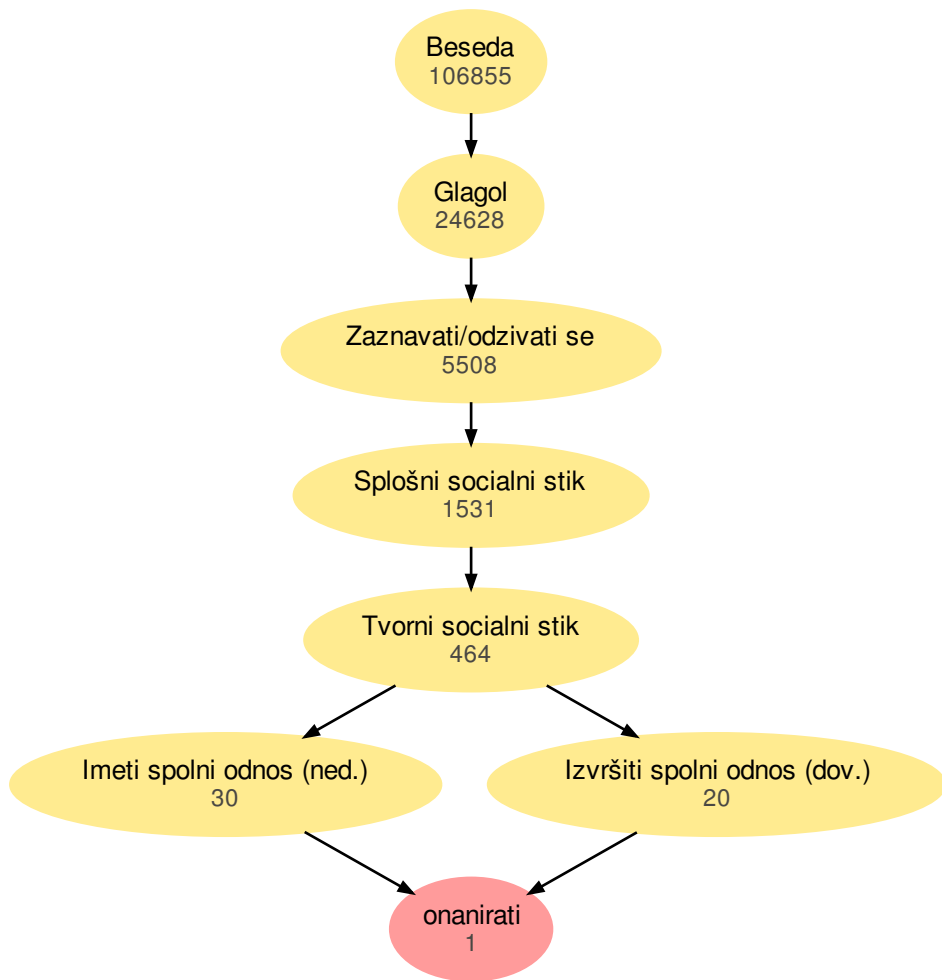 Beseda
106855
Glagol
24628
Zaznavati/odzivati se
5508
Splošni socialni stik
1531
Tvorni socialni stik
464
Imeti spolni odnos (ned.)
30
Izvršiti spolni odnos (dov.)
20
onanirati
1